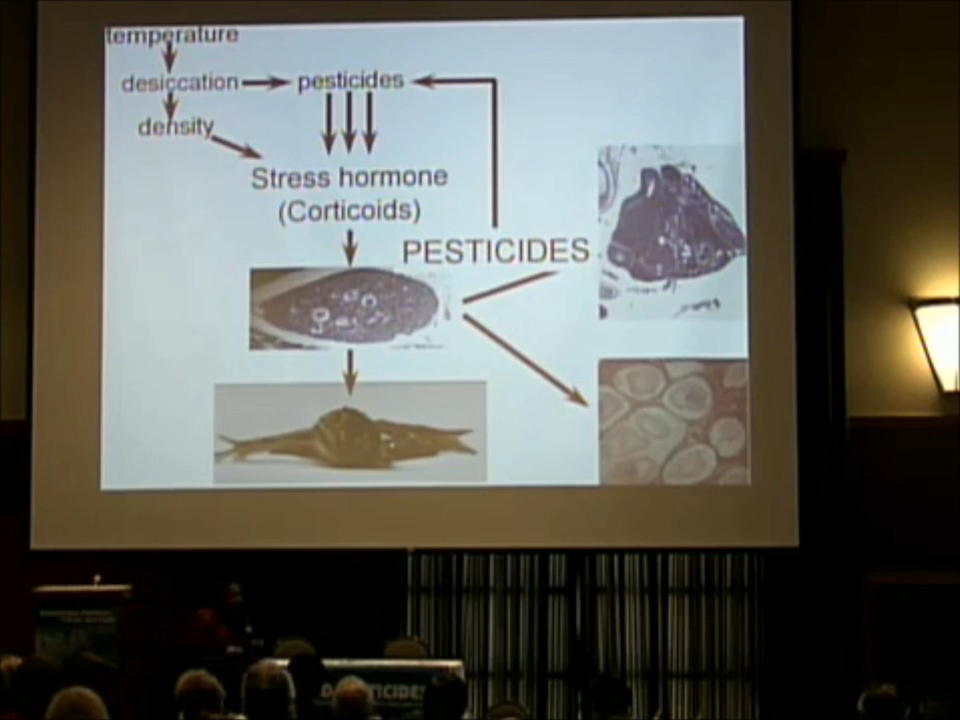 temperature
desiccation
pesticides
density
Stress hormone
(Corticoids)
PESTICIDES